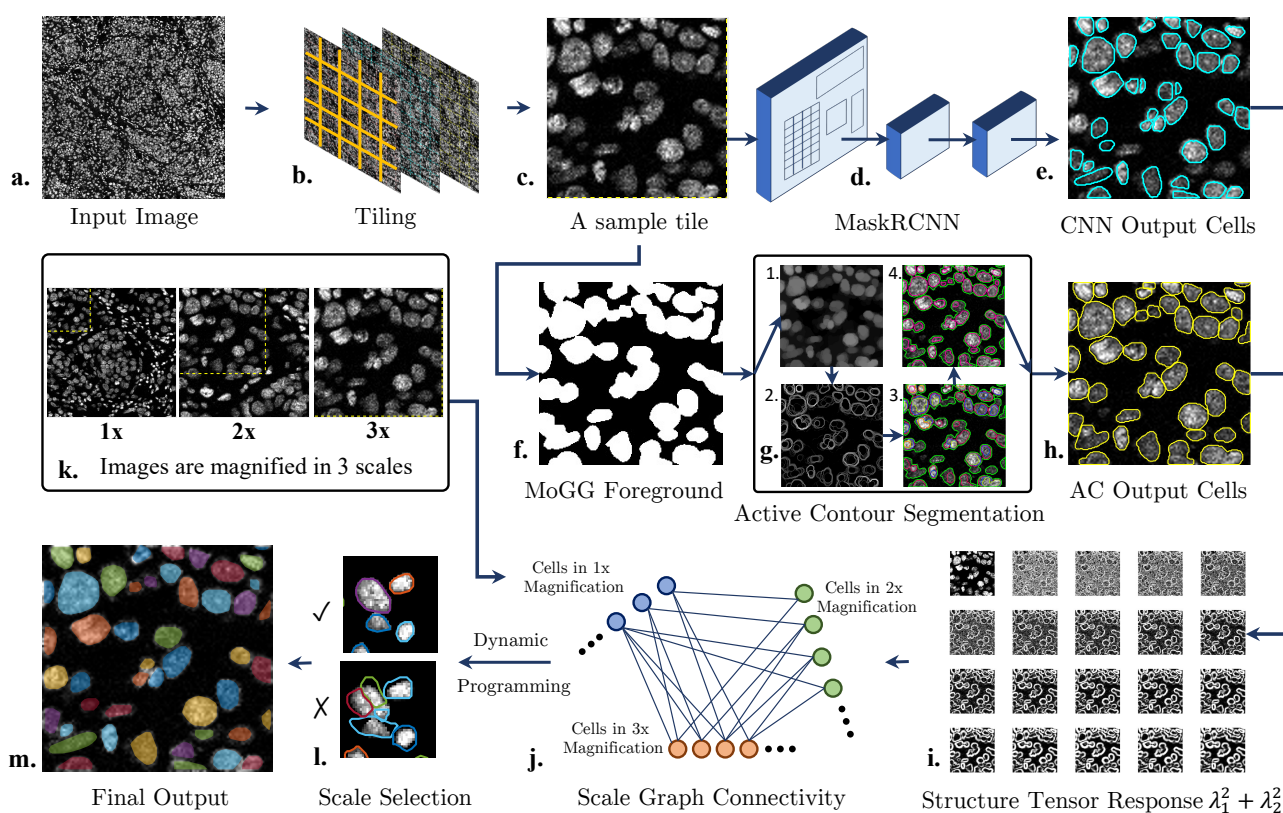 a.
Input Image
b.
Tiling
c.
A sample tile
d.
MaskRCNN
e.
CNN Output Cells
1x
2x
3x
k.
Images are magnified in 3 scales
f.
MoGG Foreground
1.
4.
2.
3.
g.
Active Contour Segmentation
h.
AC Output Cells
m.
Final Output
✓
X
l.
Scale Selection
Dynamic
Programming
Cells in 1x
Magnification
Cells in 2x
Magnification
Cells in 3x
Magnification
j.
Scale Graph Connectivity
i.
Structure Tensor Response λ₁² + λ₂²